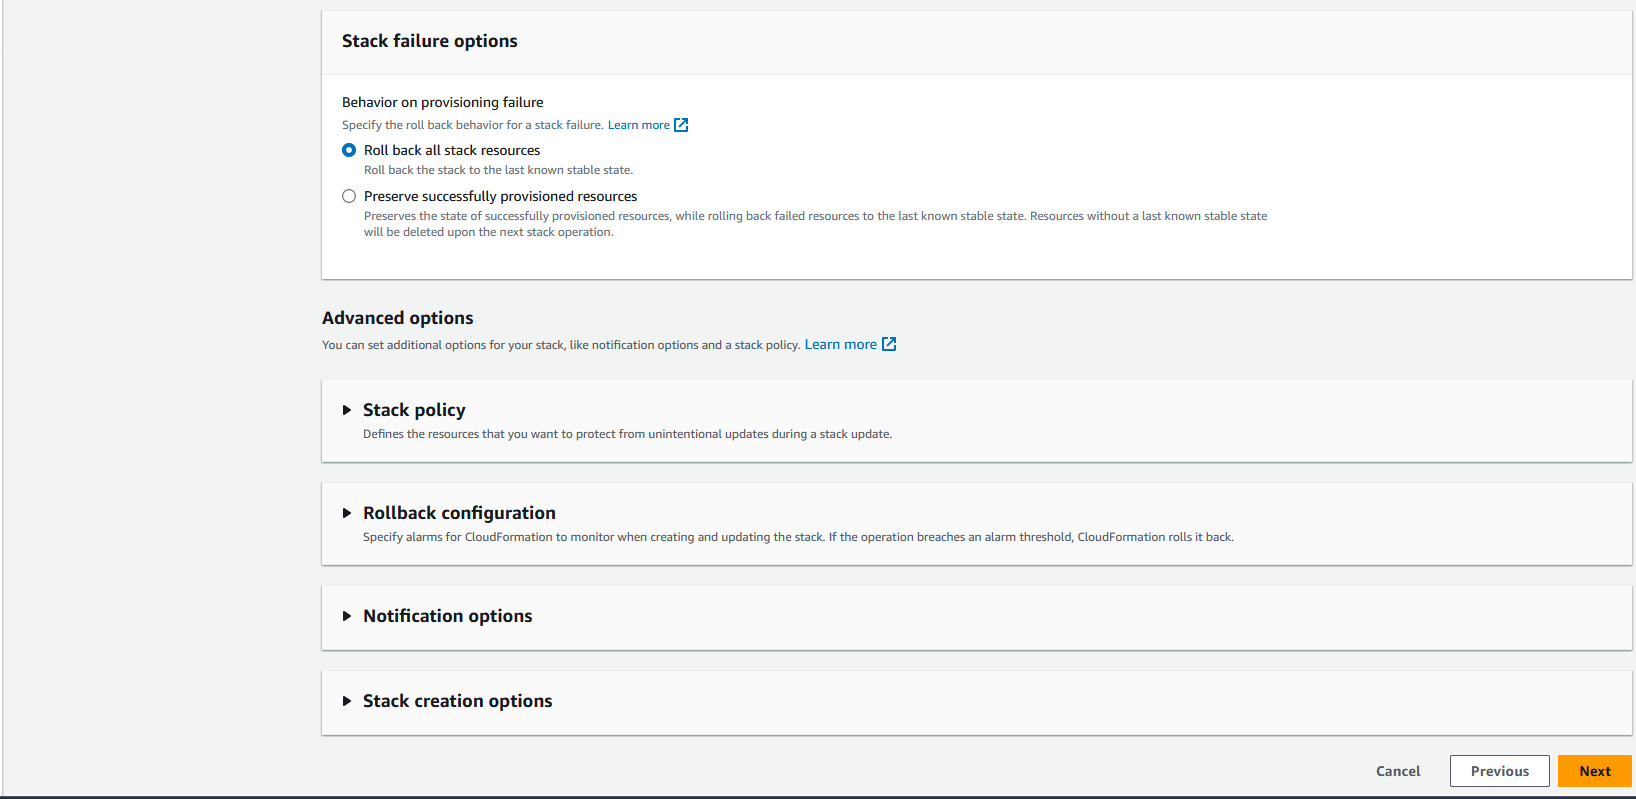 Stack failure options
Behavior on provisioning failure
Specify the roll back behavior for a stack failure. Learn more
Roll back all stack resources
Roll back the stack to the last known stable state.
Preserve successfully provisioned resources
Preserves the state of successfully provisioned resources, while rolling back failed resources to the last known stable state. Resources without a last known stable state
will be deleted upon the next stack operation.
Advanced options
You can set additional options for your stack, like notification options and a stack policy. Learn more
Stack policy
Defines the resources that you want to protect from unintentional updates during a stack update.
Rollback configuration
Specify alarms for CloudFormation to monitor when creating and updating the stack. If the operation breaches an alarm threshold, CloudFormation rolls it back.
Notification options
Stack creation options
Cancel Previous Next